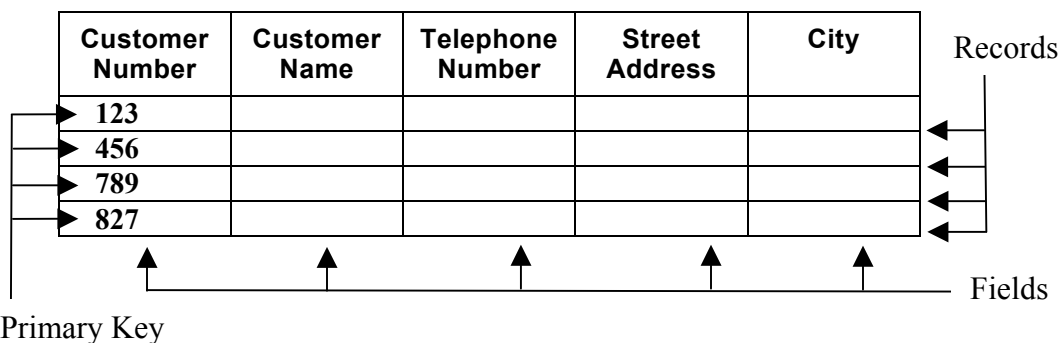 Customer Number
Customer Name
Telephone Number
Street Address
City
Records
123
456
789
827
Fields
Primary Key